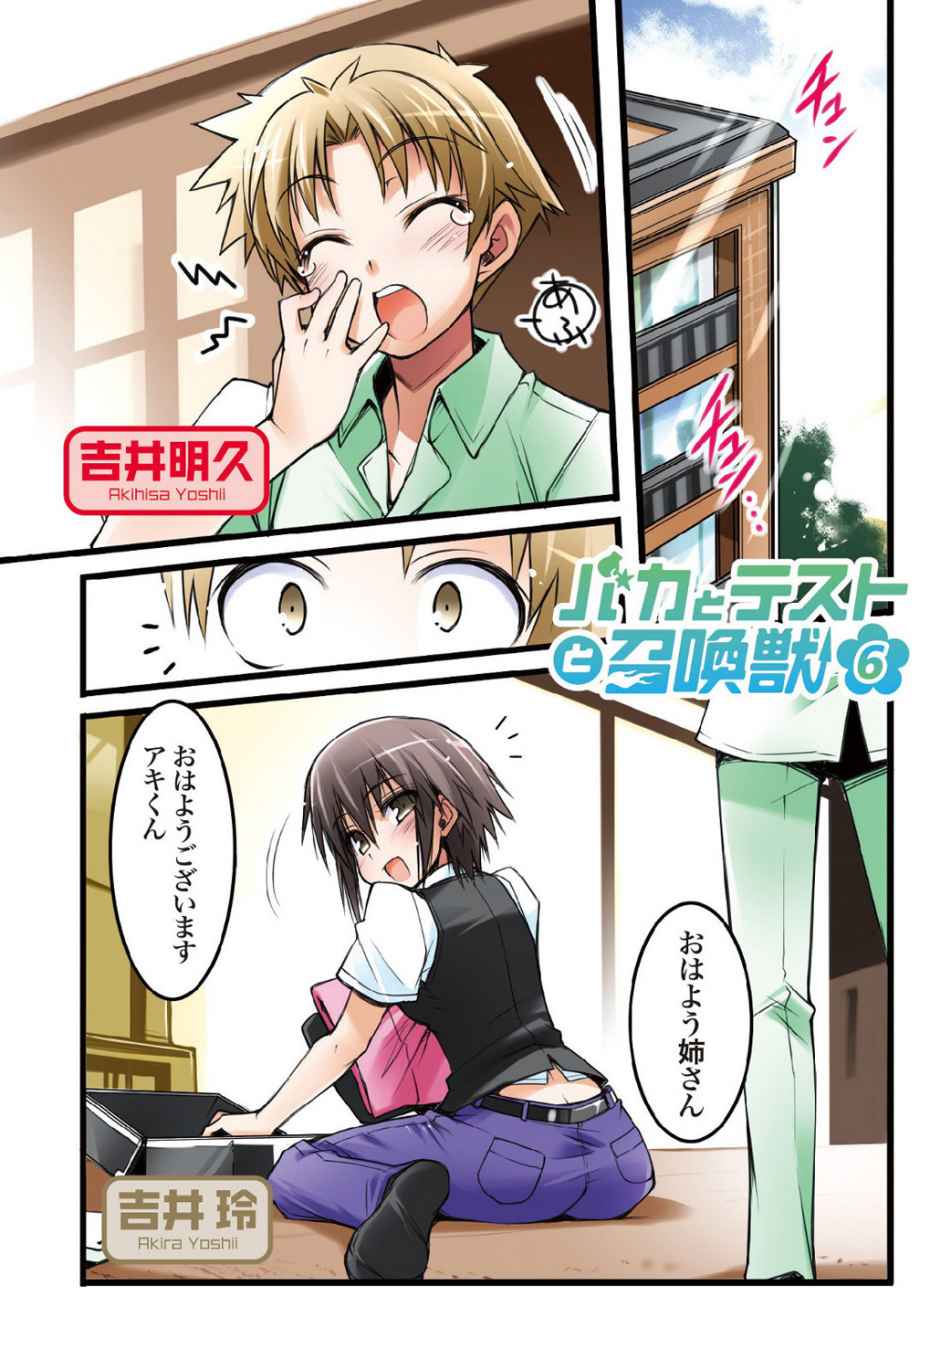 チュン
チュン…
あふ
吉井明久
Akihisa Yoshii
バカとテスト
と召喚獣 6
おはよう姉さん
おはようございます
アキくん
吉井 玲
Akira Yoshii